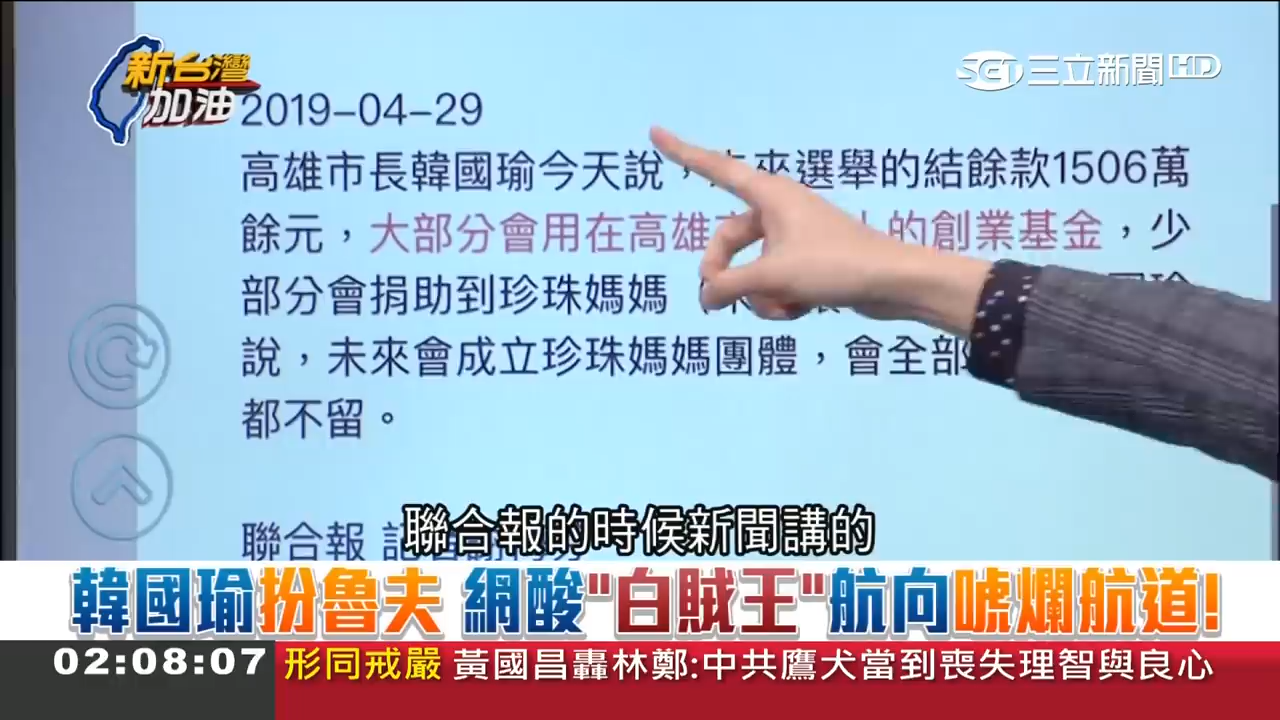 新台灣
加油
SET三立新聞HD
2019-04-29
高雄市長韓國瑜今天說,來選舉的結餘款1506萬
餘元,大部分會用在高雄的創業基金,少
部分會捐助到珍珠媽媽
說,未來會成立珍珠媽媽團體,會全部
都不留。
聯合報
聯合報的時候新聞講的
韓國瑜扮魯夫 網酸"白賊王"航向唬爛航道!
02:08:07 形同戒嚴 黃國昌轟林鄭:中共鷹犬當到喪失理智與良心